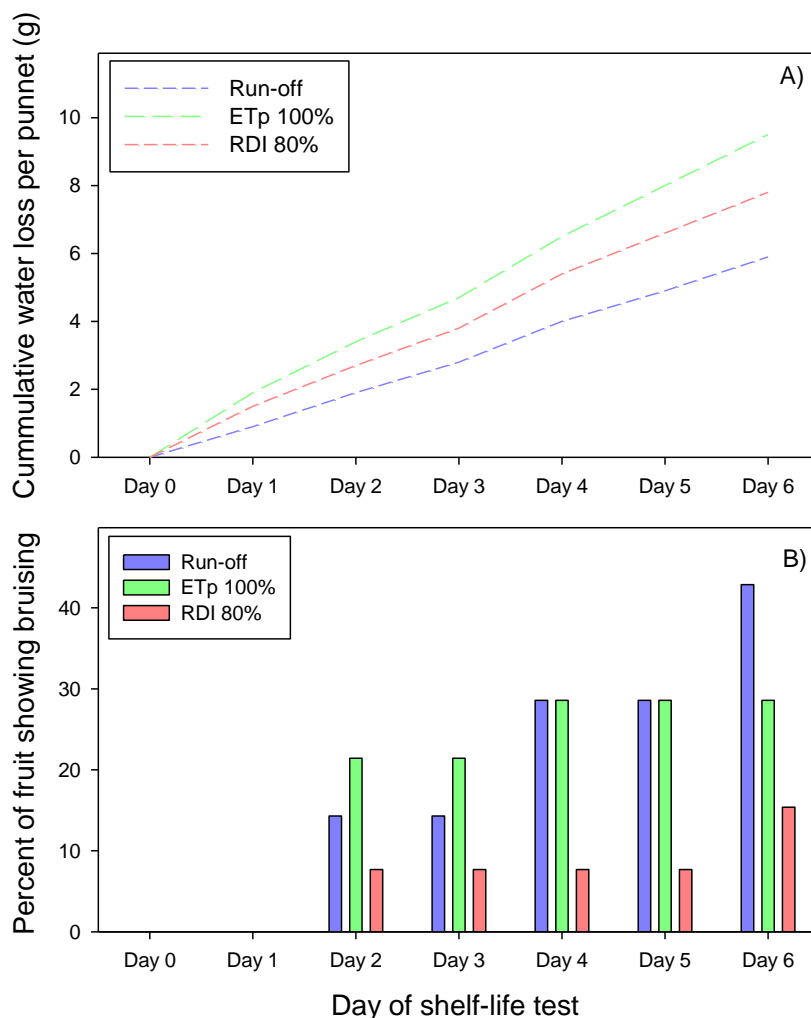 A)
Run-off
ETp 100%
RDI 80%
Cummulative water loss per punnet (g)
10
8
6
4
2
0
Day 0 Day 1 Day 2 Day 3 Day 4 Day 5 Day 6
B)
Run-off
ETp 100%
RDI 80%
Percent of fruit showing bruising
40
30
20
10
0
Day 0 Day 1 Day 2 Day 3 Day 4 Day 5 Day 6
Day of shelf-life test